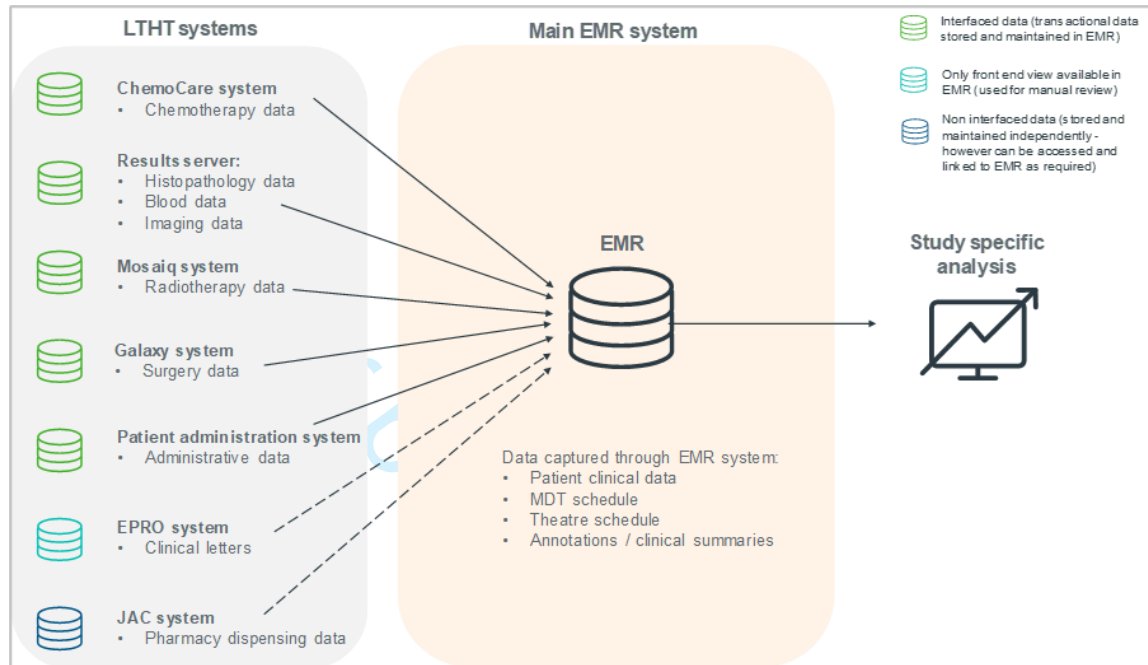 LTHT systems
ChemoCare system
• Chemotherapy data
Results server:
• Histopathology data
• Blood data
• Imaging data
Mosaiq system
• Radiotherapy data
Galaxy system
• Surgery data
Patient administration system
• Administrative data
EPRO system
• Clinical letters
JAC system
• Pharmacy dispensing data
Main EMR system
EMR
Data captured through EMR system:
• Patient clinical data
• MDT schedule
• Theatre schedule
• Annotations / clinical summaries
Interfaced data (transactional data
stored and maintained in EMR)
Only front end view available in
EMR (used for manual review)
Non interfaced data (stored and
maintained independently -
however can be accessed and
linked to EMR as required)
Study specific
analysis